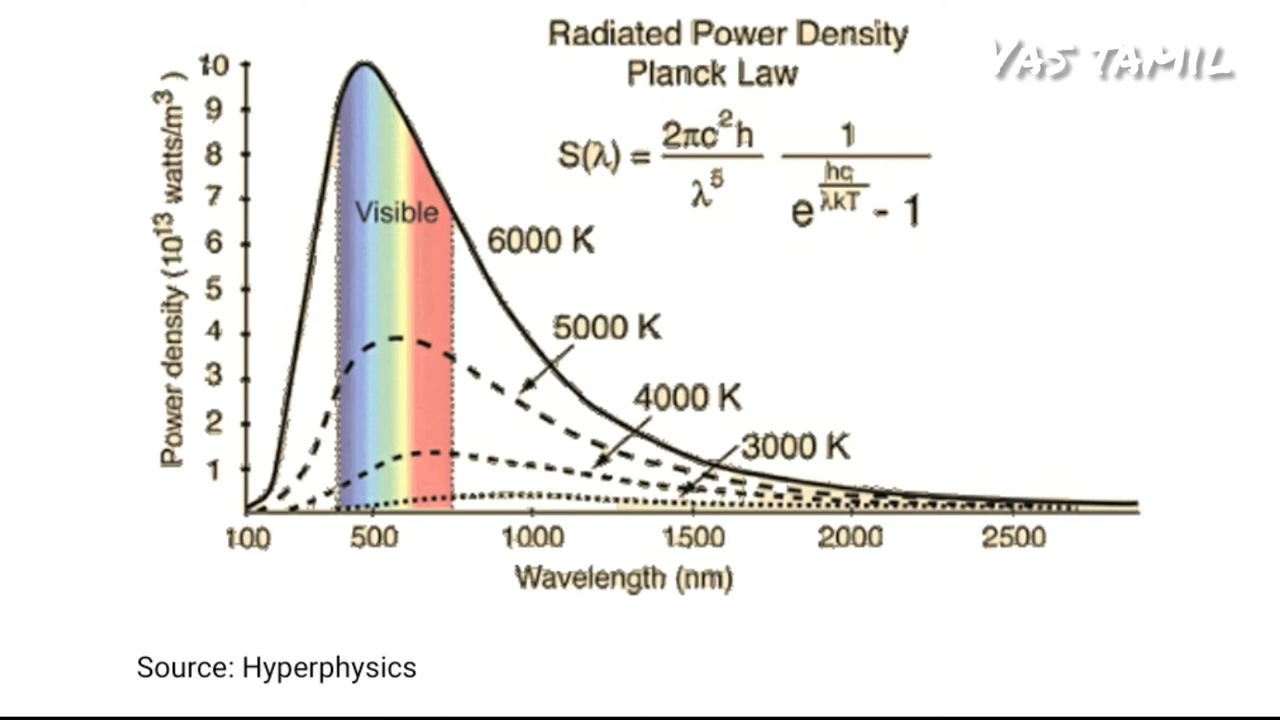 Radiated Power Density
Planck Law
YAS TAMIL
S(λ) = 2πc²h / λ⁵ 1 / e^(hc/λkT) - 1
Power density (10¹³ watts/m³)
10
9
8
7
6
5
4
3
2
1
Visible
6000 K
5000 K
4000 K
3000 K
100 500 1000 1500 2000 2500
Wavelength (nm)
Source: Hyperphysics